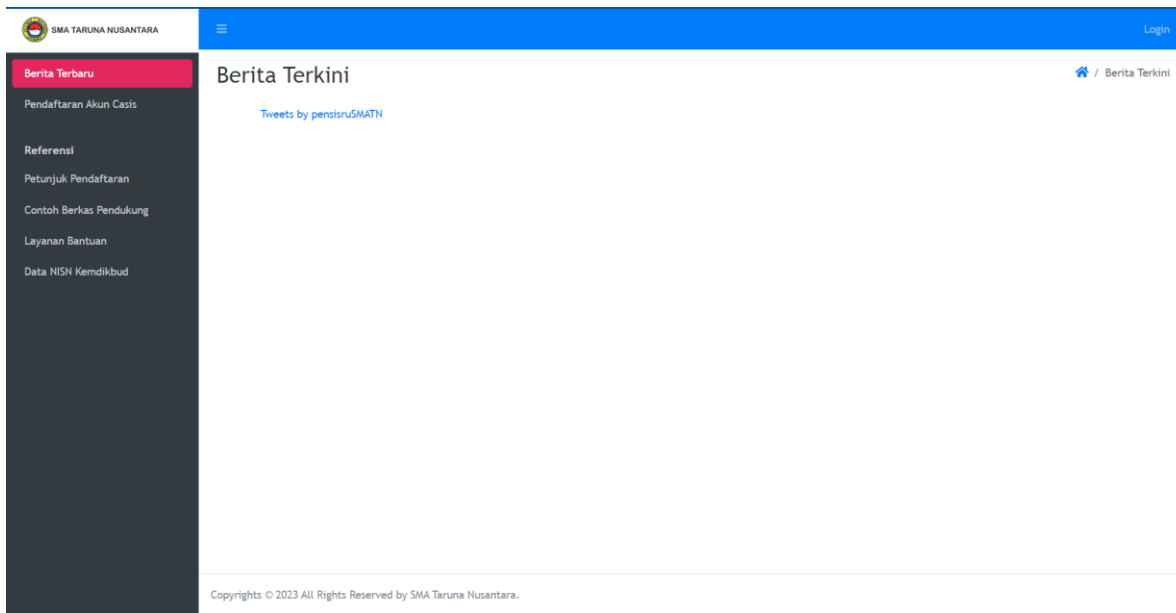 SMA TARUNA NUSANTARA
Login
Berita Terbaru
Pendaftaran Akun Casis
Referensi
Petunjuk Pendaftaran
Contoh Berkas Pendukung
Layanan Bantuan
Data NISN Kemdikbud
Berita Terkini
/ Berita Terkini
Tweets by pensisruSMATN
Copyrights © 2023 All Rights Reserved by SMA Taruna Nusantara.